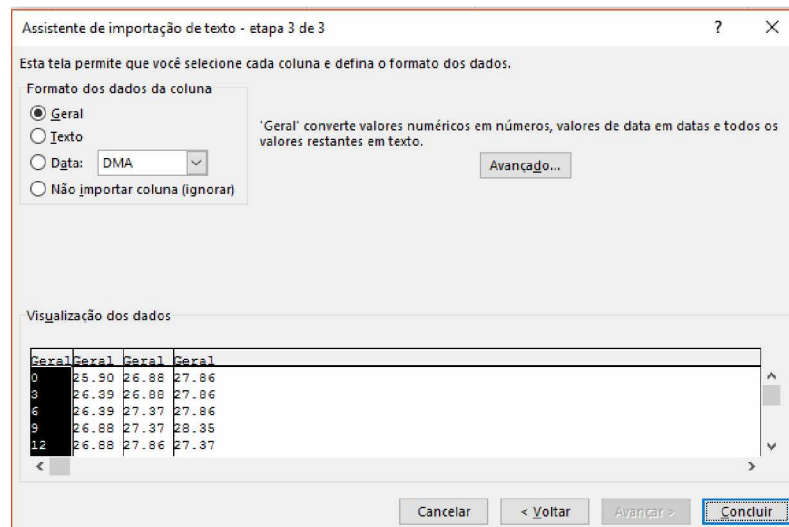 Assistente de importação de texto - etapa 3 de 3
?
Esta tela permite que você selecione cada coluna e defina o formato dos dados.
Formato dos dados da coluna
Geral
Texto
Data: DMA
Não importar coluna (ignorar)
'Geral' converte valores numéricos em números, valores de data em datas e todos os
valores restantes em texto.
Avançado...
Visualização dos dados
Geral Geral Geral Geral
0 25.90 26.88 27.86
3 26.39 26.88 27.86
6 26.39 27.37 27.86
9 26.88 27.37 28.35
12 26.88 27.86 27.37
Cancelar < Voltar Avançar > Concluir